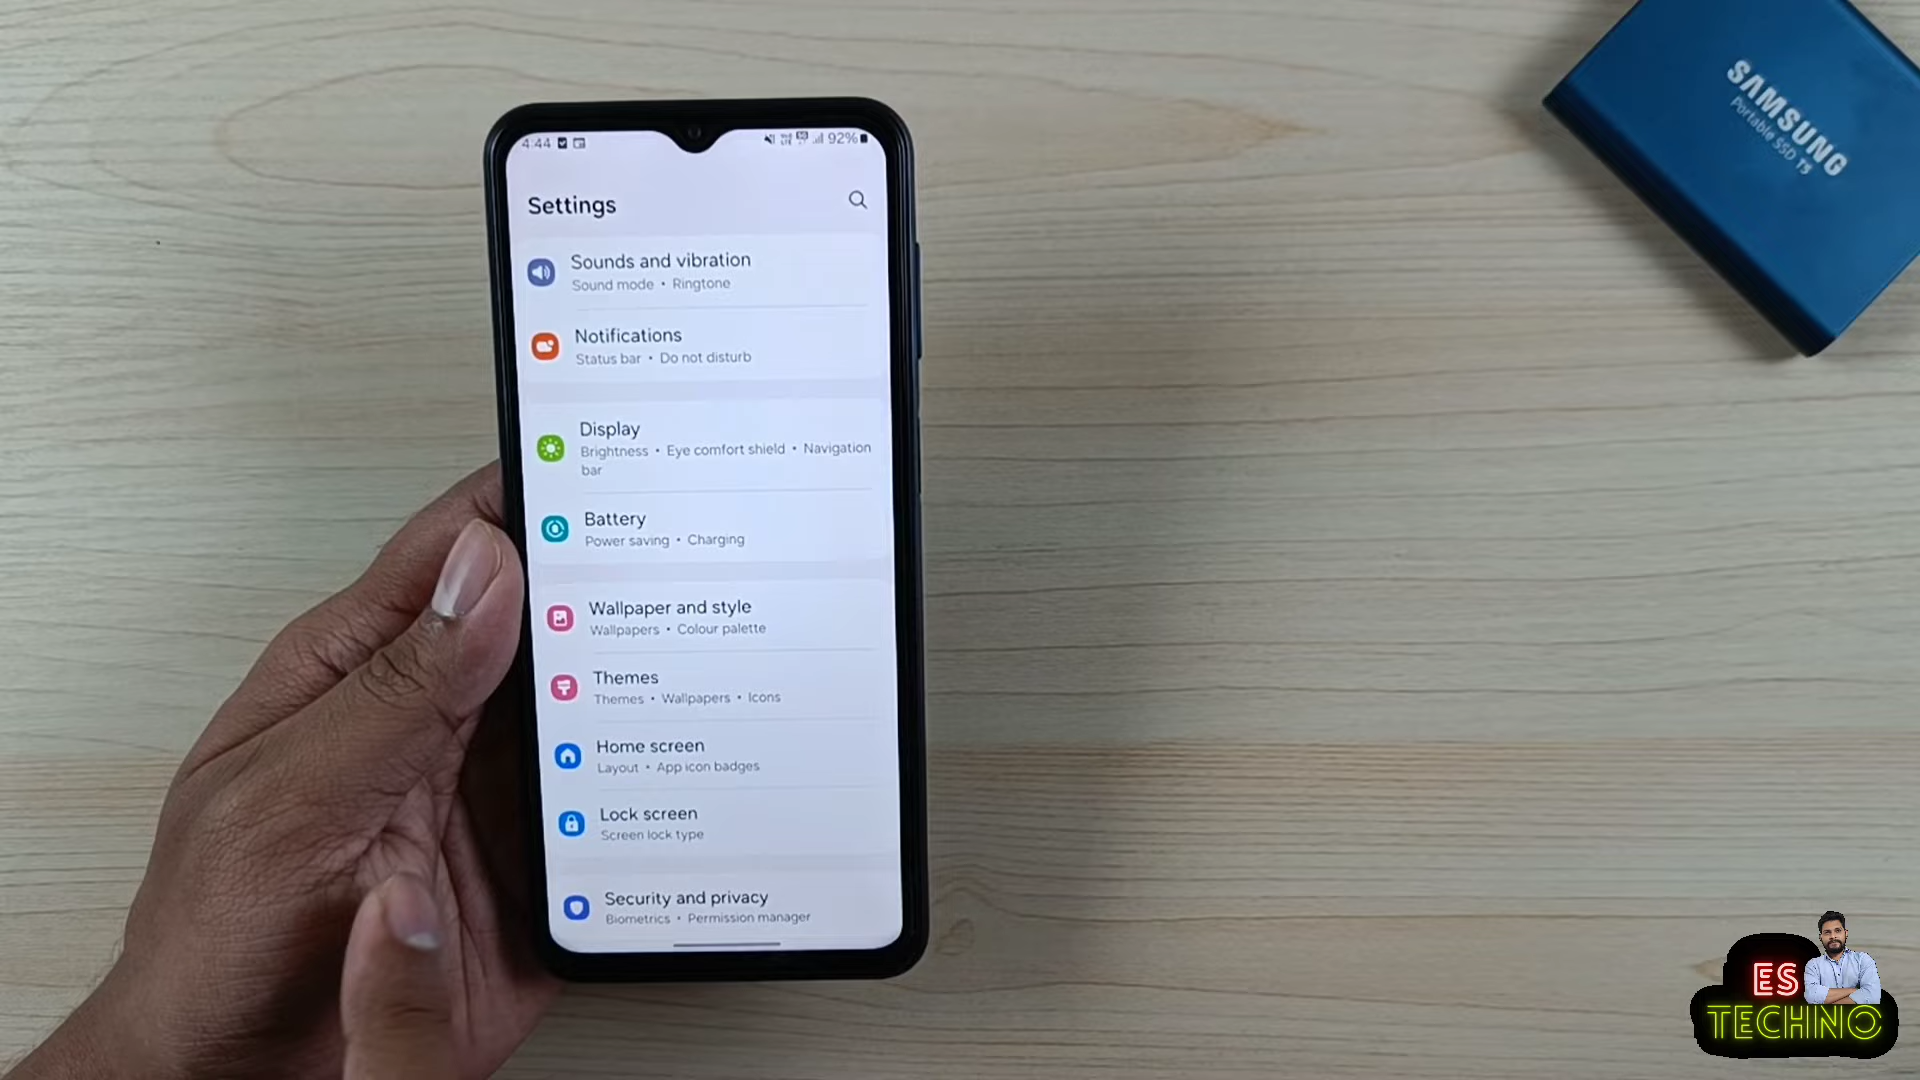 4:44
92%
Settings
Sounds and vibration
Sound mode • Ringtone
Notifications
Status bar • Do not disturb
Display
Brightness • Eye comfort shield • Navigation
bar
Battery
Power saving • Charging
Wallpaper and style
Wallpapers • Colour palette
Themes
Themes • Wallpapers • Icons
Home screen
Layout • App icon badges
Lock screen
Screen lock type
Security and privacy
Biometrics • Permission manager
SAMSUNG
Portable SSD T5
ES
TECHNO